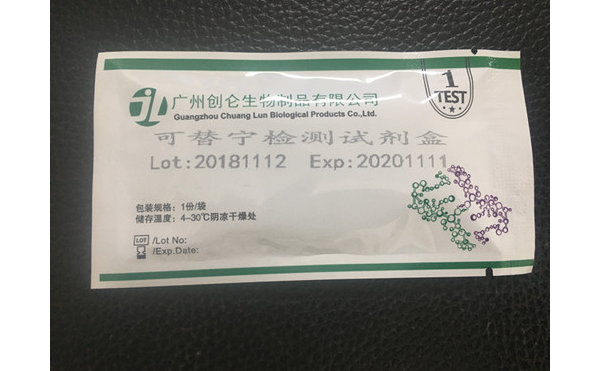 广州创仑生物制品有限公司
Guangzhou Chuang Lun Biological Products Co.,Ltd.
1
TEST
可替宁检测试剂盒
Lot:20181112 Exp:20201111
包装规格：1份/袋
储存温度：4-30℃阴凉干燥处
LOT /Lot No:
/Exp.Date: